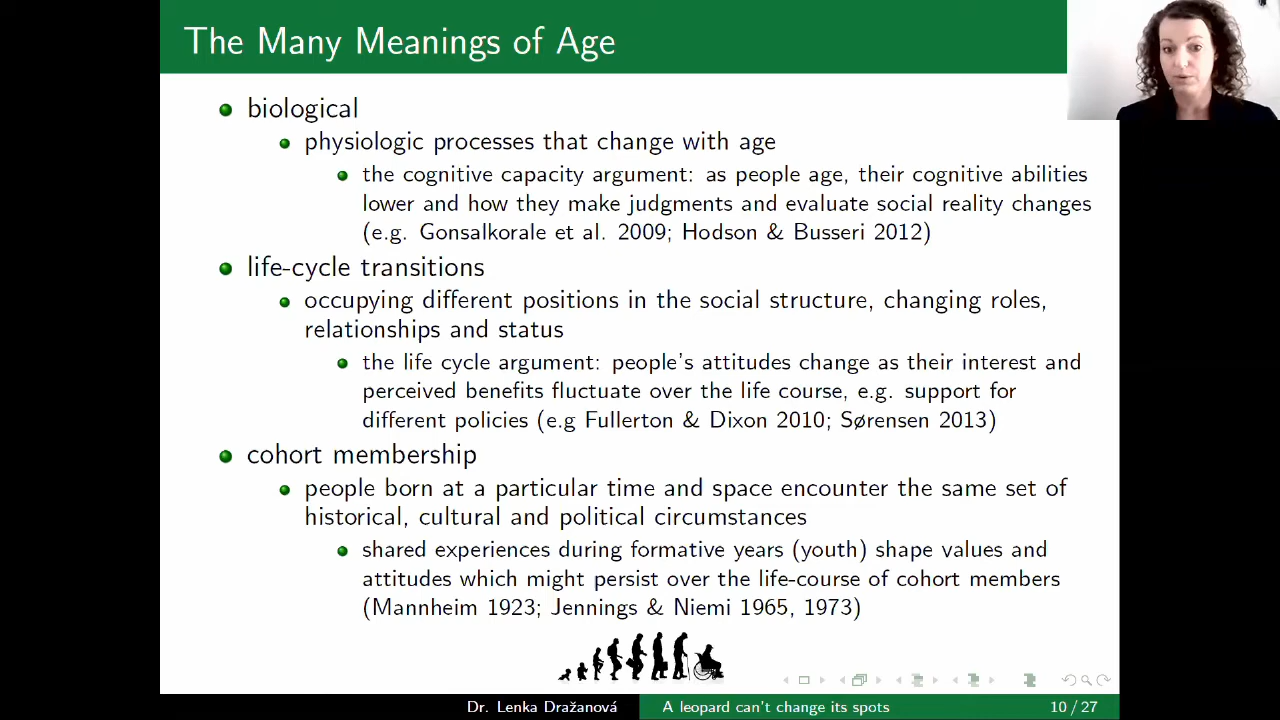 The Many Meanings of Age
biological
physiologic processes that change with age
the cognitive capacity argument: as people age, their cognitive abilities
lower and how they make judgments and evaluate social reality changes
(e.g. Gonsalkorale et al. 2009; Hodson & Busseri 2012)
life-cycle transitions
occupying different positions in the social structure, changing roles,
relationships and status
the life cycle argument: people's attitudes change as their interest and
perceived benefits fluctuate over the life course, e.g. support for
different policies (e.g Fullerton & Dixon 2010; Sørensen 2013)
cohort membership
people born at a particular time and space encounter the same set of
historical, cultural and political circumstances
shared experiences during formative years (youth) shape values and
attitudes which might persist over the life-course of cohort members
(Mannheim 1923; Jennings & Niemi 1965, 1973)
Dr. Lenka Dražanová
A leopard can't change its spots
10 / 27